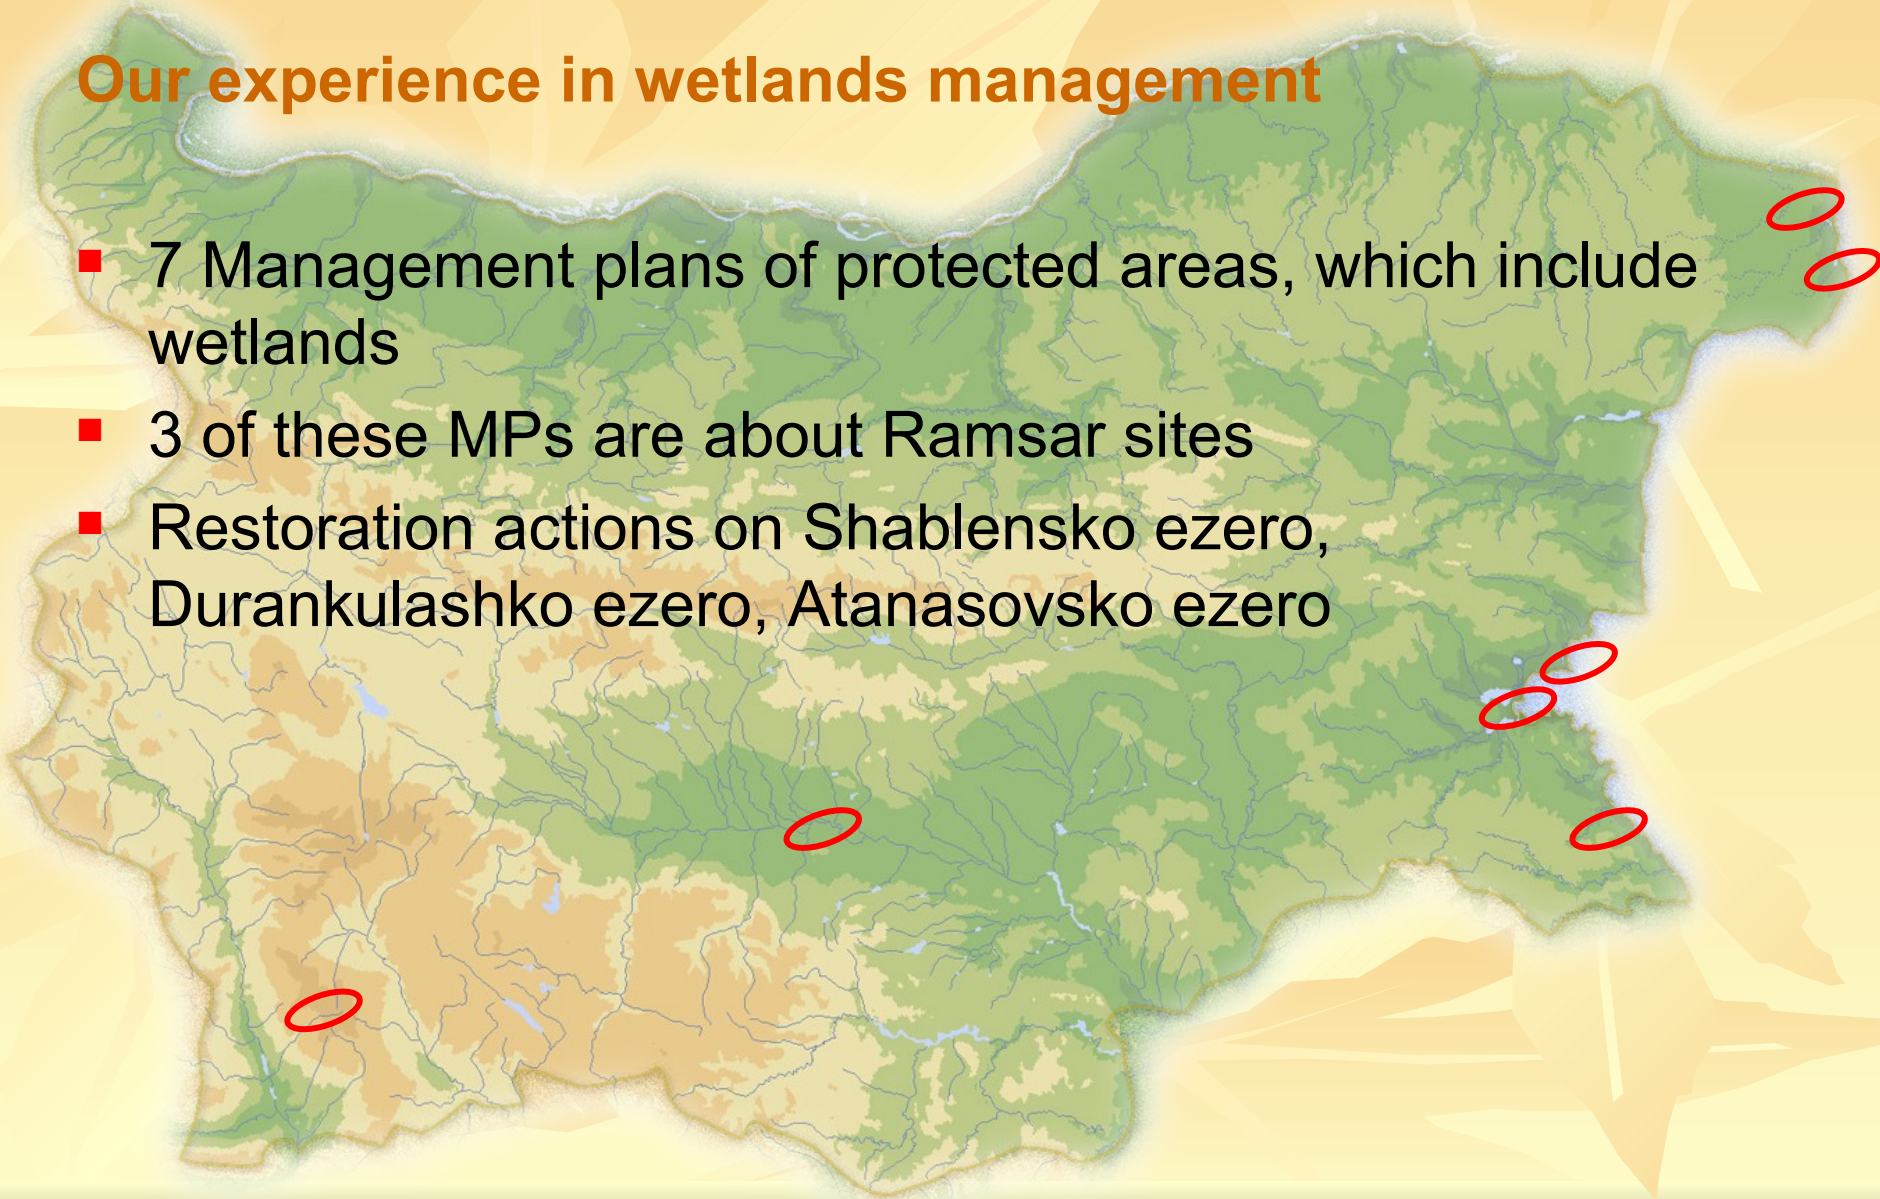 Our experience in wetlands management
▪ 7 Management plans of protected areas, which include
wetlands
▪ 3 of these MPs are about Ramsar sites
▪ Restoration actions on Shablensko ezero,
Durankulashko ezero, Atanasovsko ezero